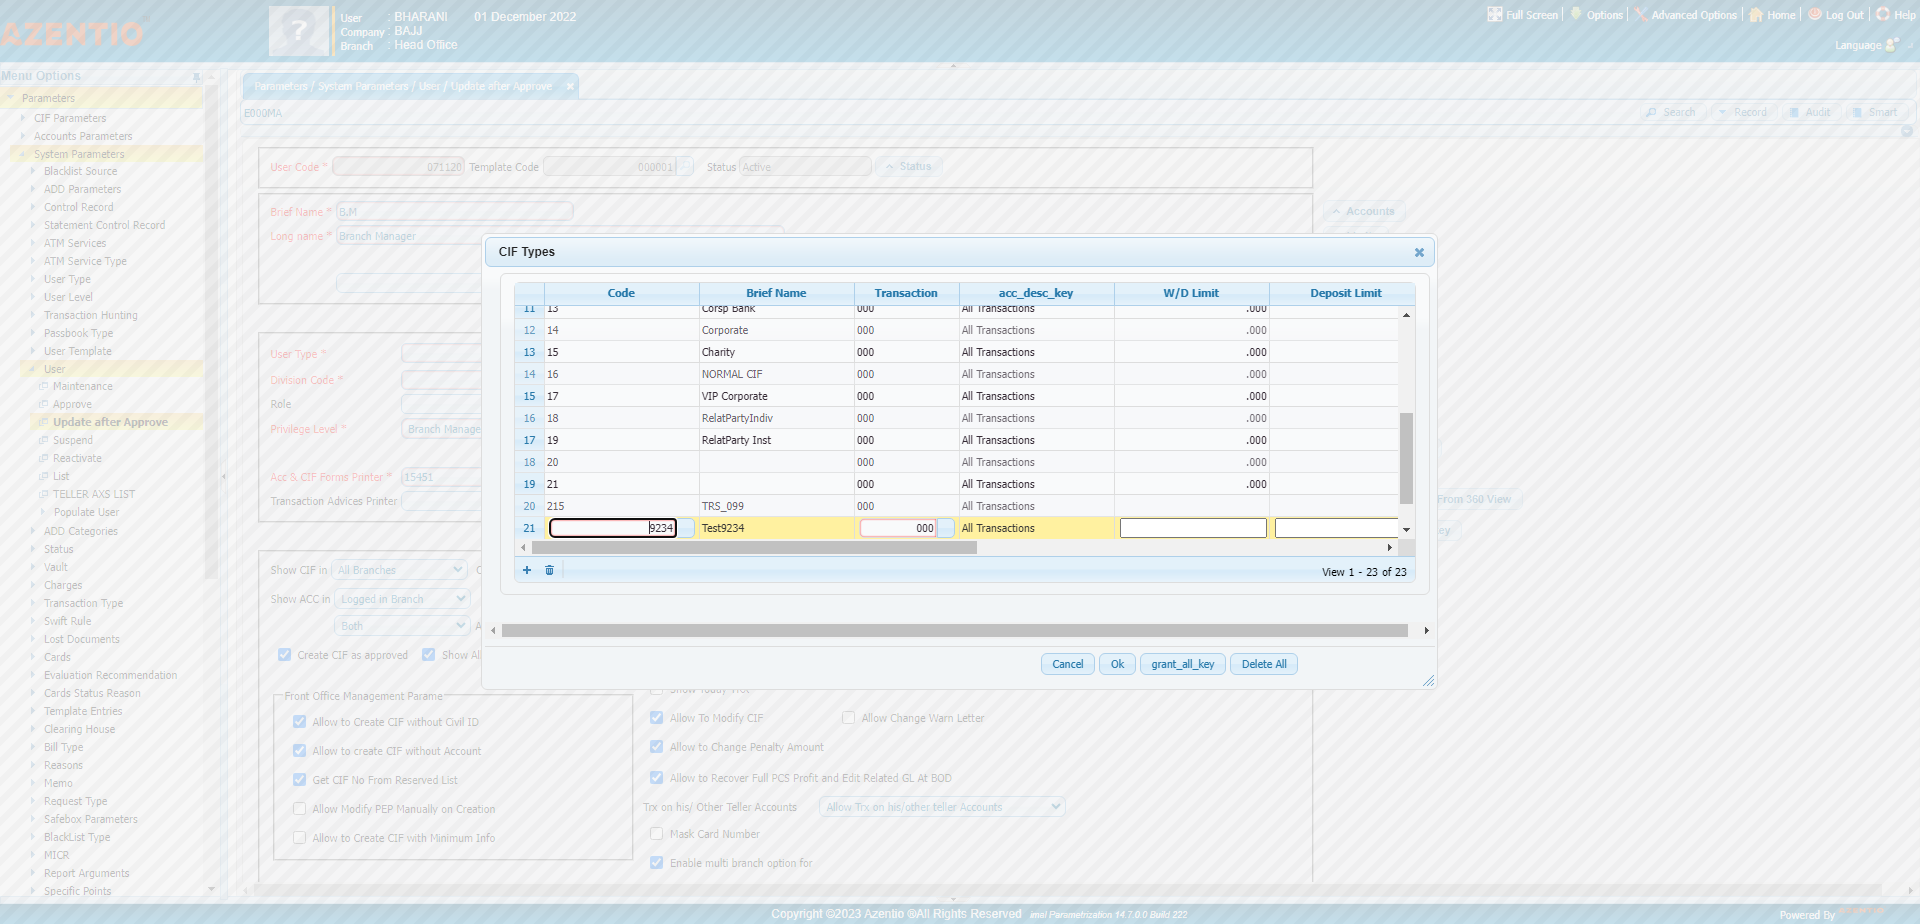 AZENTIO
User : BHARANI 01 December 2022
Company : BAJJ
Branch : Head Office
Full Screen Options Advanced Options Home Log Out Help
Language
Menu Options
Parameters
CIF Parameters
Accounts Parameters
System Parameters
Blacklist Source
ADD Parameters
Control Record
Statement Control Record
ATM Services
ATM Service Type
User Type
User Level
Transaction Hunting
Passbook Type
User Template
User
Maintenance
Approve
Update after Approve
Suspend
Reactivate
List
TELLER AXS LIST
Populate User
ADD Categories
Status
Vault
Charges
Transaction Type
Swift Rule
Lost Documents
Cards
Evaluation Recommendation
Cards Status Reason
Template Entries
Clearing House
Bill Type
Reasons
Memo
Request Type
Safebox Parameters
BlackList Type
MICR
Report Arguments
Specific Points
Parameters / System Parameters / User / Update after Approve
E000MA
Search Record Audit Smart
User Code * 071120 Template Code 000001 Status Active Status
Brief Name * B.M
Accounts
Long name * Branch Manager
User Type *
Division Code *
Role
Privilege Level * Branch Manage
Acc & CIF Forms Printer * 15451
Transaction Advices Printer
From 360 View
ey
Show CIF in All Branches
Show ACC in Logged in Branch
Both
Create CIF as approved Show All
CIF Types
Code Brief Name Transaction acc_desc_key W/D Limit Deposit Limit
11 13 Corsp Bank 000 All Transactions .000
12 14 Corporate 000 All Transactions .000
13 15 Charity 000 All Transactions .000
14 16 NORMAL CIF 000 All Transactions .000
15 17 VIP Corporate 000 All Transactions .000
16 18 RelatPartyIndiv 000 All Transactions .000
17 19 RelatParty Inst 000 All Transactions .000
18 20 000 All Transactions .000
19 21 000 All Transactions .000
20 215 TRS_099 000 All Transactions
21 9234 Test9234 000 All Transactions
View 1 - 23 of 23
Cancel Ok grant_all_key Delete All
Front Office Management Parame
Allow to Create CIF without Civil ID
Allow to create CIF without Account
Get CIF No From Reserved List
Allow Modify PEP Manually on Creation
Allow to Create CIF with Minimum Info
Show Today Trx
Allow To Modify CIF Allow Change Warn Letter
Allow to Change Penalty Amount
Allow to Recover Full PCS Profit and Edit Related GL At BOD
Trx on his/ Other Teller Accounts Allow Trx on his/other teller Accounts
Mask Card Number
Enable multi branch option for
Copyright ©2023 Azentio ®All Rights Reserved imal Parametrization 14.7.0.0 Build 222
Powered By